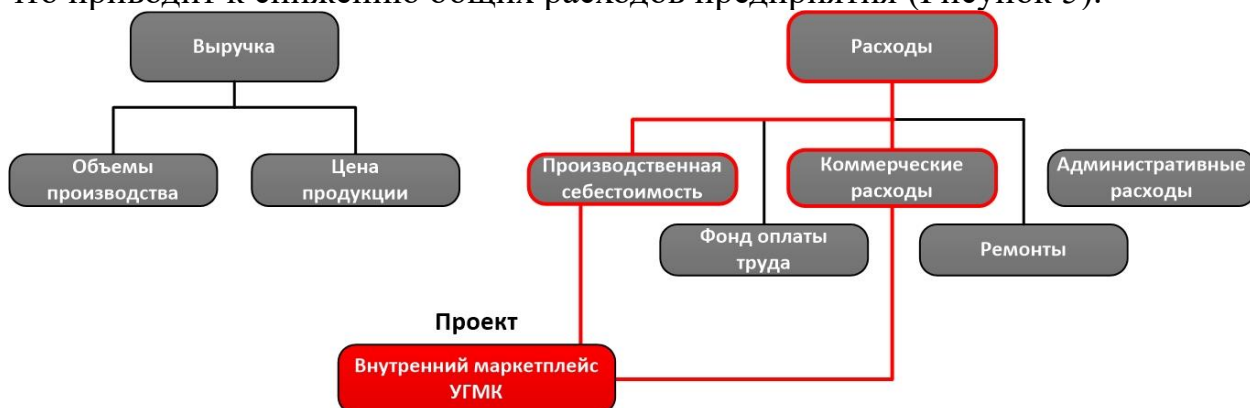 что приводит к снижению общих расходов предприятия (Рисунок 3).
Выручка
Расходы
Объемы
производства
Цена
продукции
Производственная
себестоимость
Коммерческие
расходы
Административные
расходы
Фонд оплаты
труда
Ремонты
Проект
Внутренний маркетплейс
УГМК